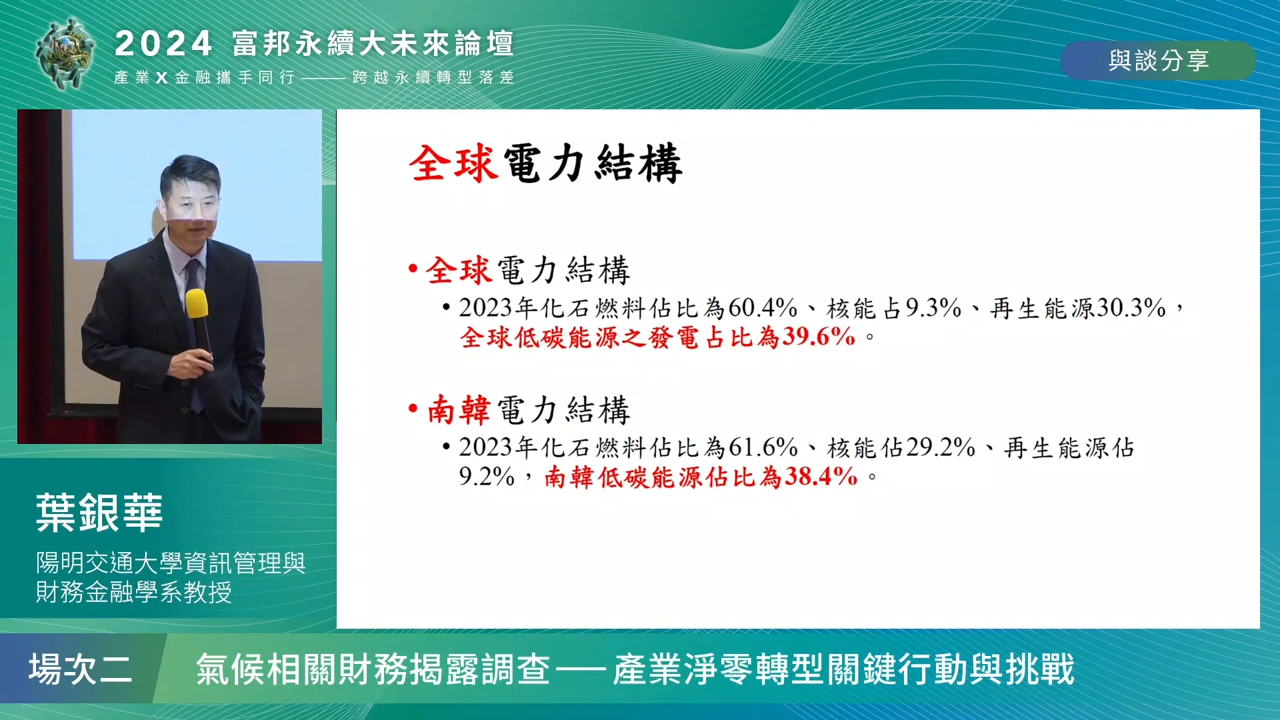 2024 富邦永續大未來論壇
產業X金融攜手同行——跨越永續轉型落差
與談分享
全球電力結構
•全球電力結構
•2023年化石燃料佔比為60.4%、核能占9.3%、再生能源30.3%，
全球低碳能源之發電占比為39.6%。
•南韓電力結構
•2023年化石燃料佔比為61.6%、核能佔29.2%、再生能源佔
9.2%，南韓低碳能源佔比為38.4%。
葉銀華
陽明交通大學資訊管理與
財務金融學系教授
場次二
氣候相關財務揭露調查——產業淨零轉型關鍵行動與挑戰